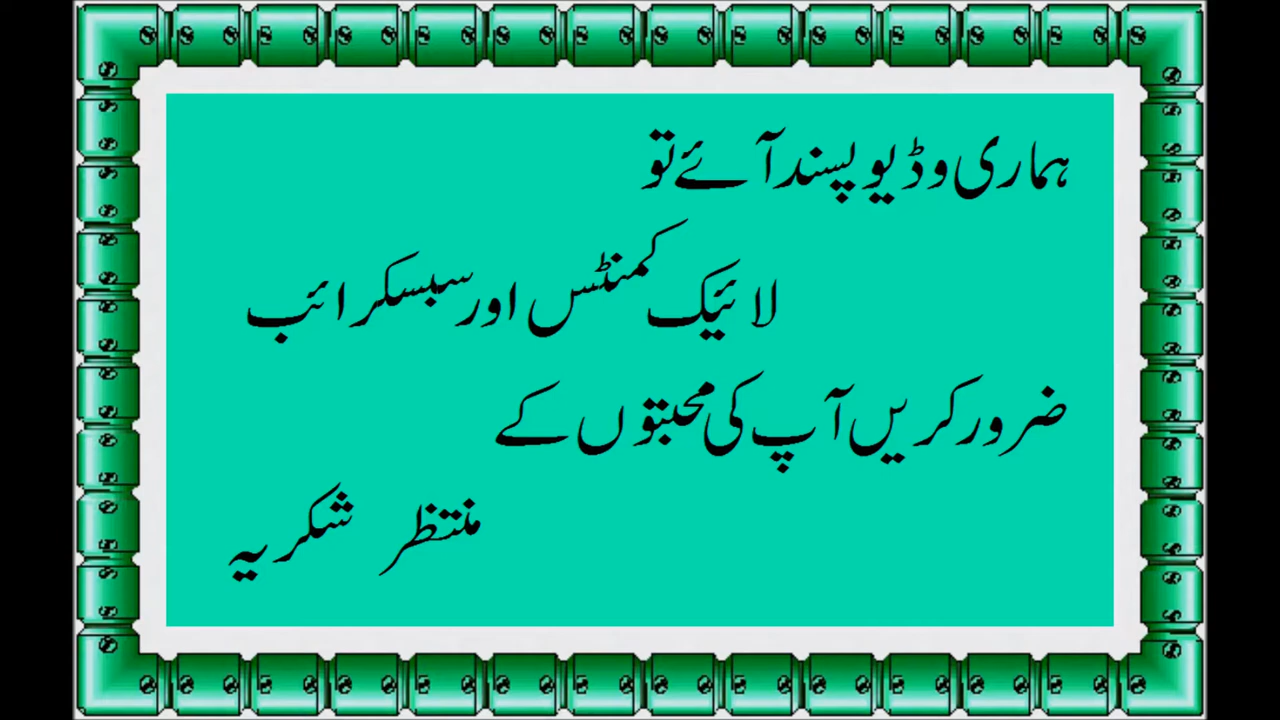 ہماری وڈیو پسند آئے تو
لائیک کمنٹس اور سبسکرائب
ضرور کریں آپ کی محبتوں کے
منتظر شکریہ